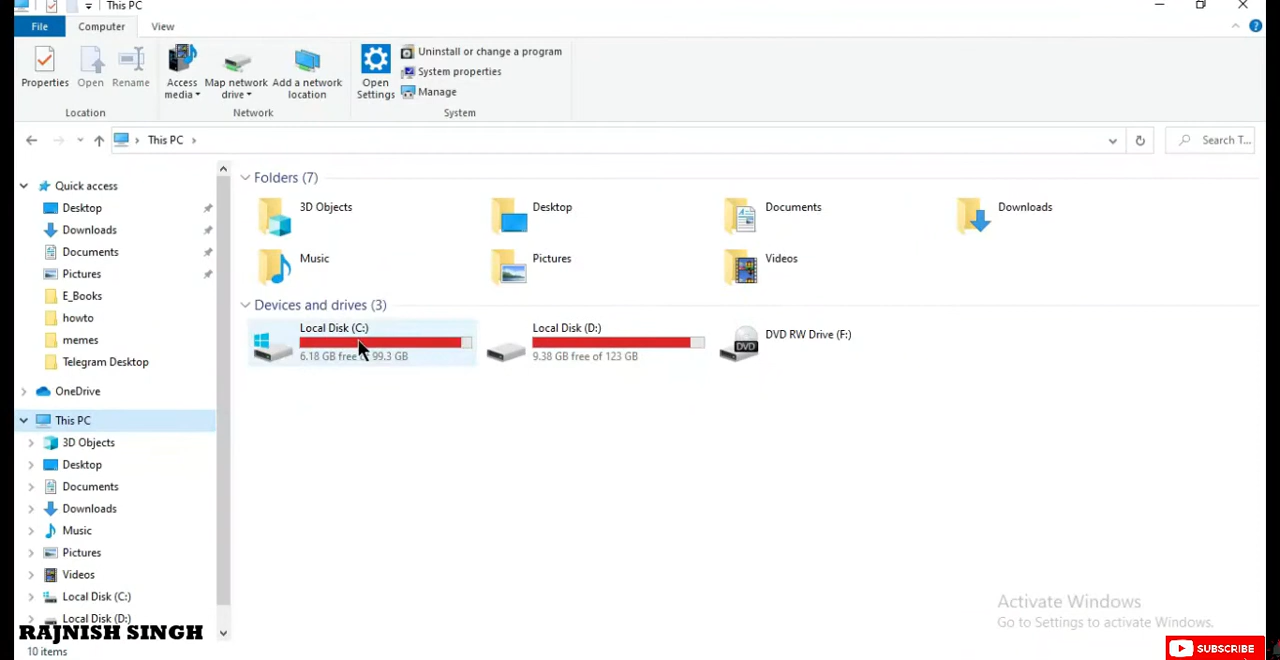 This PC
File Computer View
Properties Open Rename Access media Map network drive Add a network location Open Settings Uninstall or change a program
System properties
Manage
Location Network System
This PC Search T...
Quick access
Desktop
Downloads
Documents
Pictures
E_Books
howto
memes
Telegram Desktop
OneDrive
This PC
3D Objects
Desktop
Documents
Downloads
Music
Pictures
Videos
Local Disk (C:)
Local Disk (D:)
Folders (7)
3D Objects Desktop Documents Downloads
Music Pictures Videos
Devices and drives (3)
Local Disk (C:) Local Disk (D:) DVD RW Drive (F:)
6.18 GB free of 99.3 GB 9.38 GB free of 123 GB
DVD
Activate Windows
Go to Settings to activate Windows.
RAJNISH SINGH
SUBSCRIBE
10 items